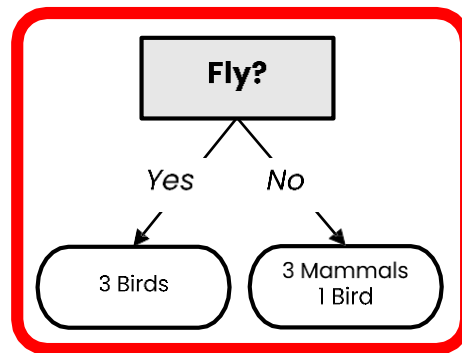 Fly?
Yes
No
3 Birds
3 Mammals
1 Bird